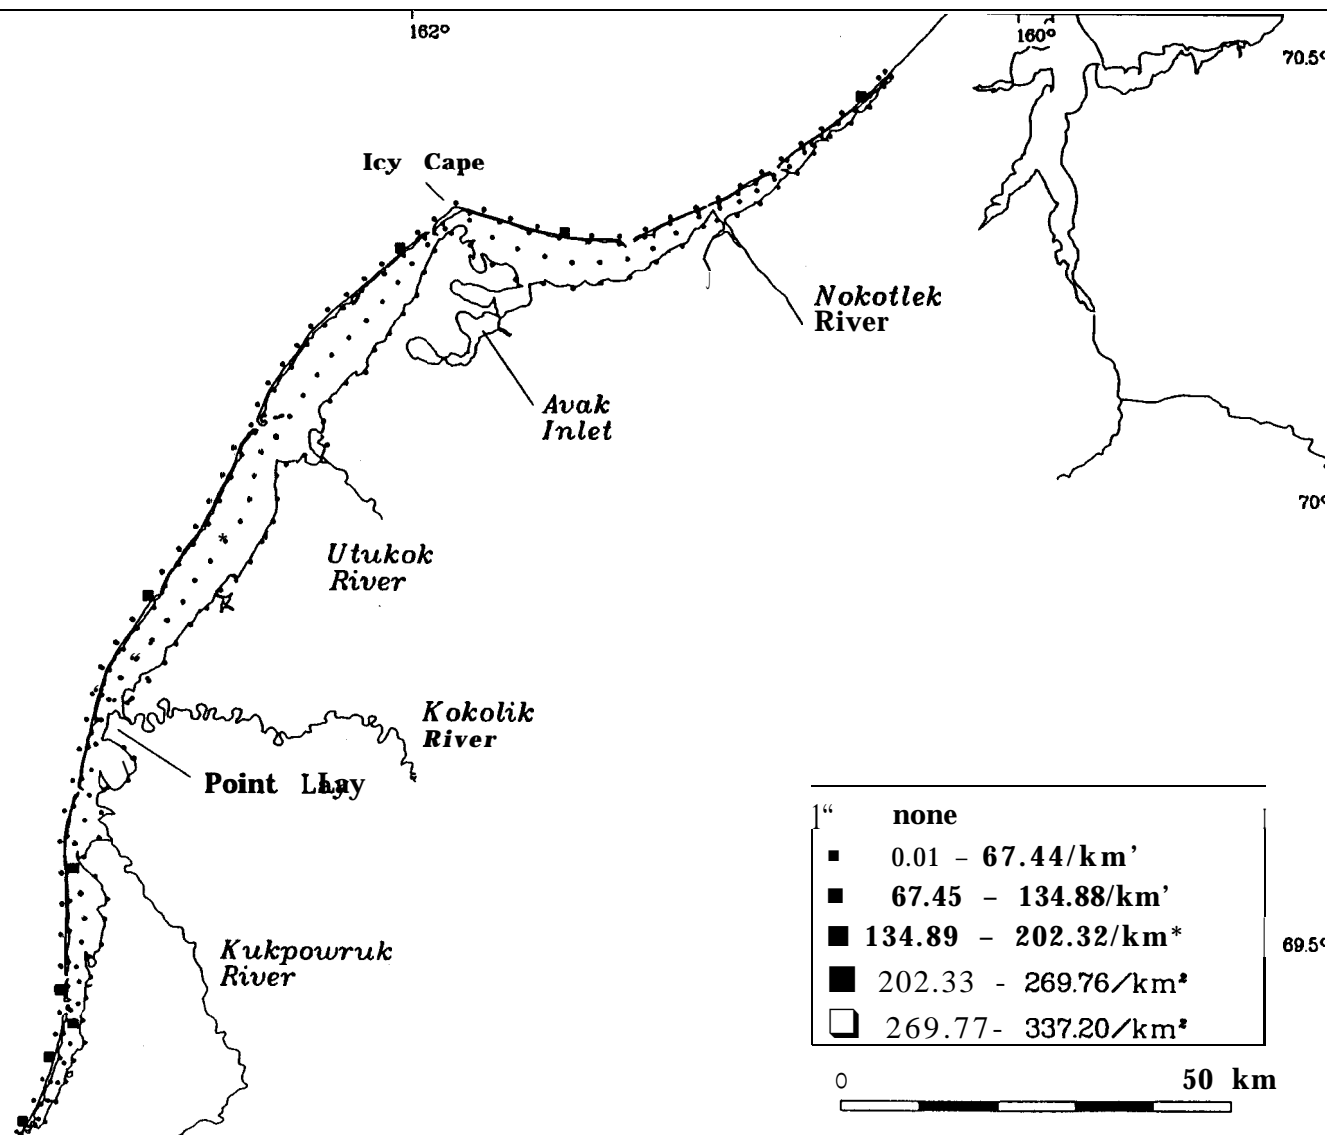 162°
160°
70.5°
Icy Cape
Nokotlek
River
Avak
Inlet
70°
Utukok
River
Kokolik
River
Point Lay
1“ none
0.01 – 67.44/km’
67.45 – 134.88/km’
134.89 – 202.32/km*
69.5°
202.33 - 269.76/km²
269.77- 337.20/km²
Kukpowruk
River
0 50 km